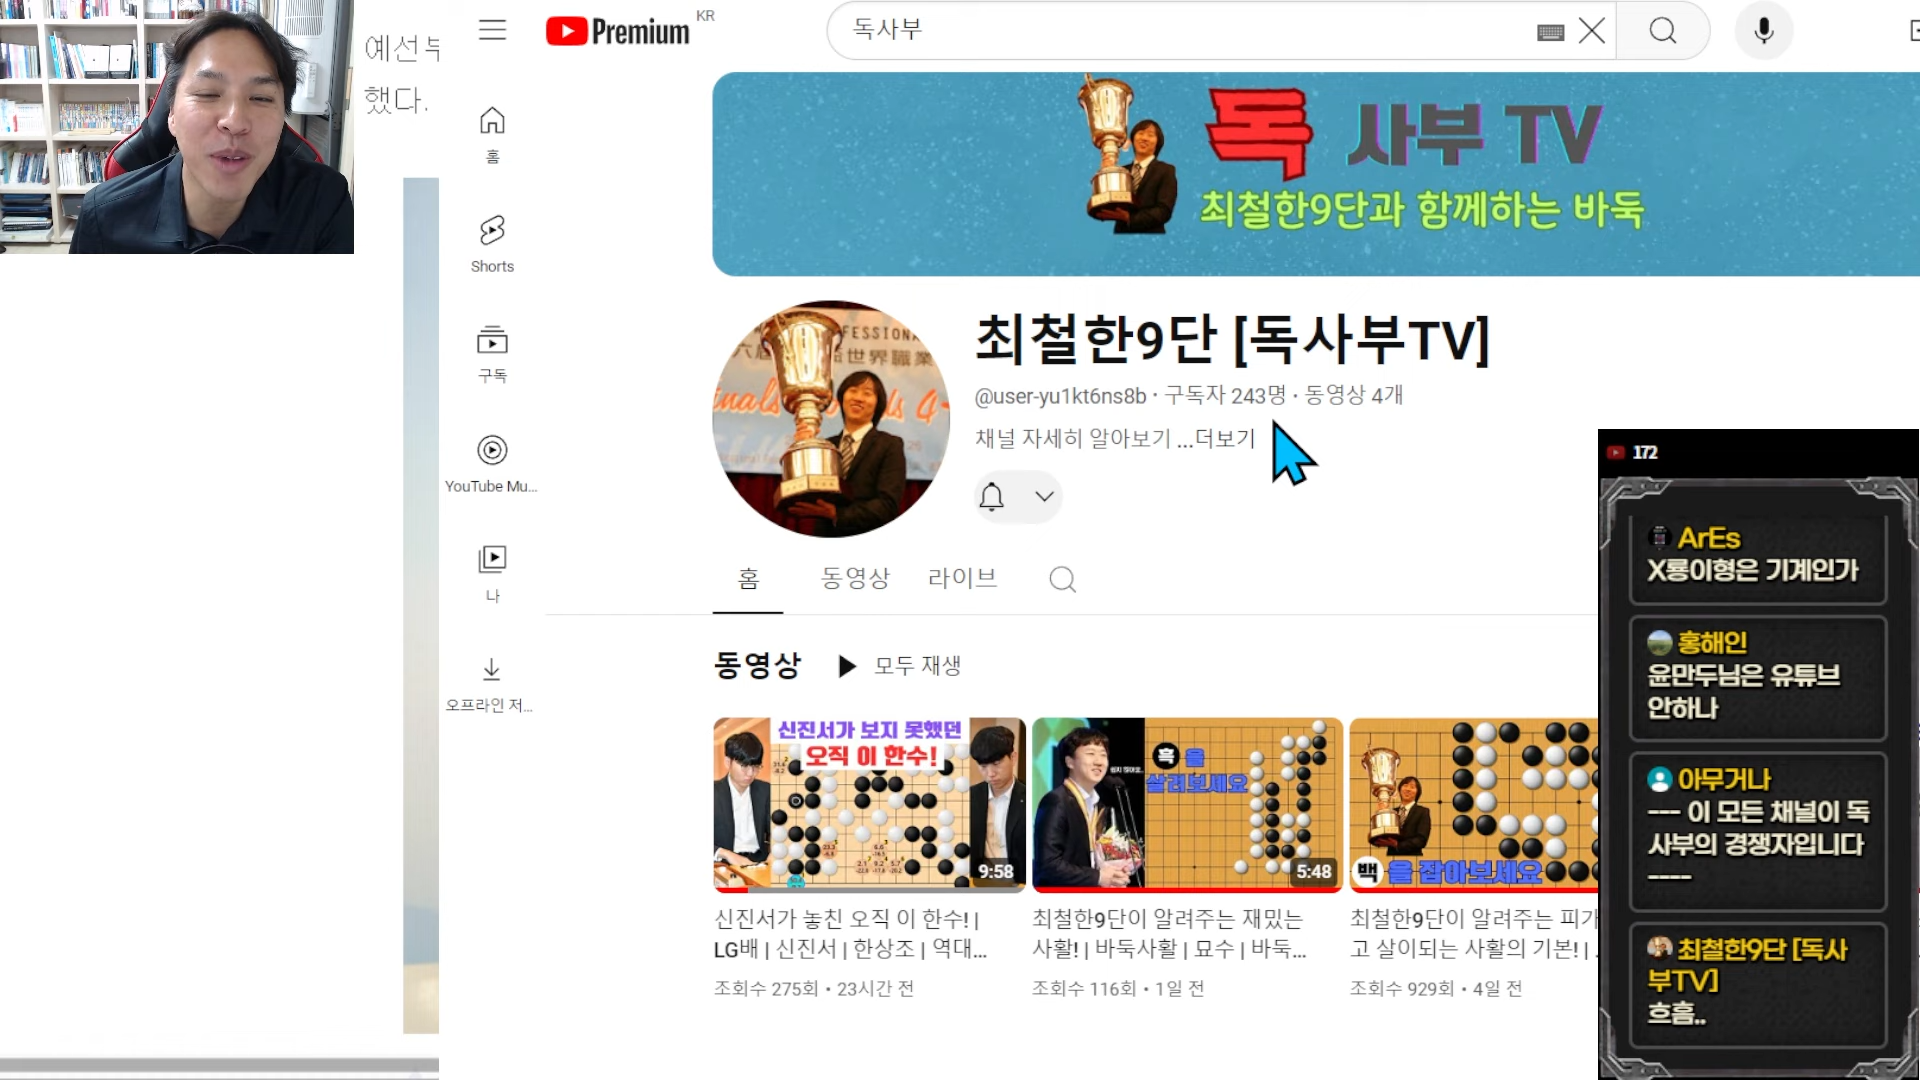 예선
했다.
Premium KR
독사부
홈
Shorts
구독
YouTube Mu...
나
오프라인 저...
독 사부 TV
최철한9단과 함께하는 바둑
최철한9단 [독사부TV]
@user-yu1kt6ns8b · 구독자 243명 · 동영상 4개
채널 자세히 알아보기 ...더보기
홈
동영상
라이브
동영상
모두 재생
신진서가 보지 못했던
오직 이 한수!
9:58
신진서가 놓친 오직 이 한수! |
LG배 | 신진서 | 한상조 | 역대...
조회수 275회 • 23시간 전
흑 을
살려보세요
5:48
최철한9단이 알려주는 재밌는
사활! | 바둑사활 | 묘수 | 바둑...
조회수 116회 • 1일 전
백 을 잡아보세요
최철한9단이 알려주는 피가
고 살이되는 사활의 기본! |
조회수 929회 • 4일 전
172
ArEs
X룡이형은 기계인가
홍해인
윤만두님은 유튜브
안하나
아무거나
--- 이 모든 채널이 독
사부의 경쟁자입니다
----
최철한9단 [독사
부TV]
흐흠..